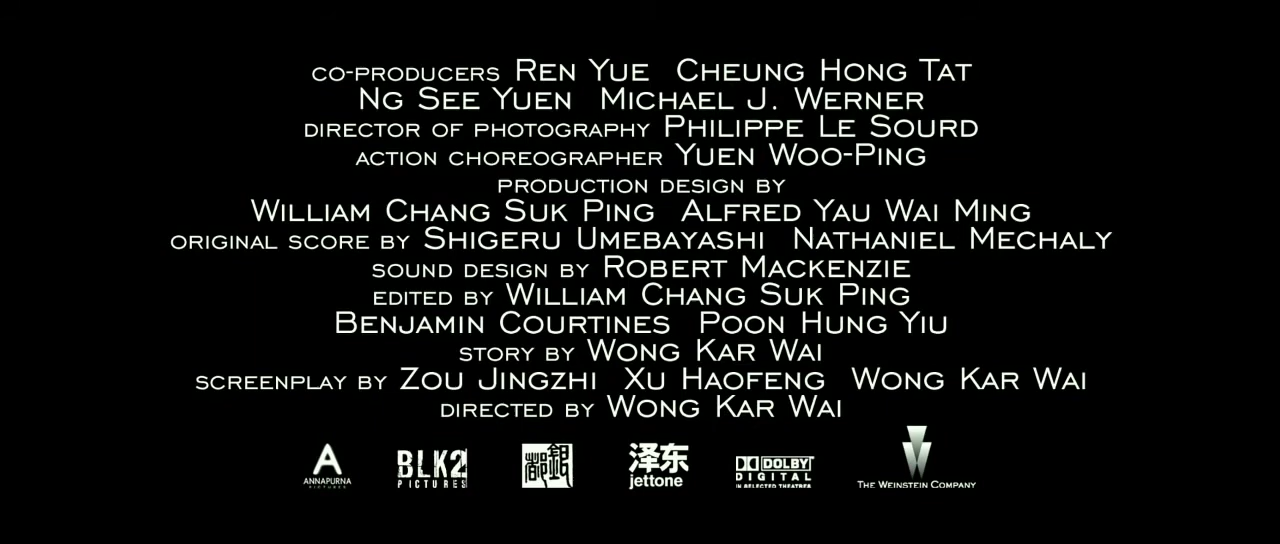 CO-PRODUCERS REN YUE CHEUNG HONG TAT
NG SEE YUEN MICHAEL J. WERNER
DIRECTOR OF PHOTOGRAPHY PHILIPPE LE SOURD
ACTION CHOREOGRAPHER YUEN WOO-PING
PRODUCTION DESIGN BY
WILLIAM CHANG SUK PING ALFRED YAU WAI MING
ORIGINAL SCORE BY SHIGERU UMEBAYASHI NATHANIEL MECHALY
SOUND DESIGN BY ROBERT MACKENZIE
EDITED BY WILLIAM CHANG SUK PING
BENJAMIN COURTINES POON HUNG YIU
STORY BY WONG KAR WAI
SCREENPLAY BY ZOU JINGZHI XU HAOFENG WONG KAR WAI
DIRECTED BY WONG KAR WAI
ANNAPURNA
PICTURES
BLK2
PICTURES
泽东
jettone
DOLBY
DIGITAL
IN SELECTED THEATRES
THE WEINSTEIN COMPANY